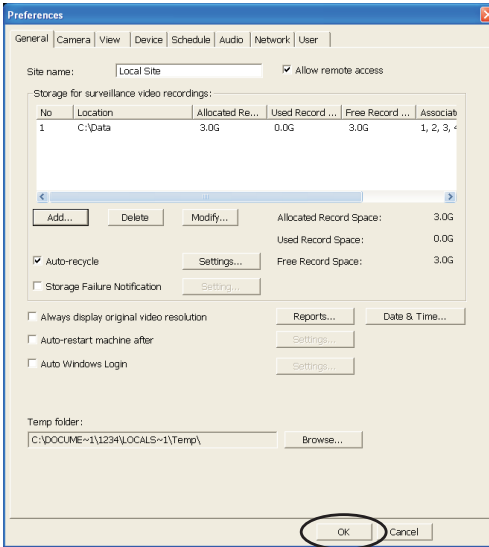 Preferences
General Camera View Device Schedule Audio Network User
Site name: Local Site Allow remote access
Storage for surveillance video recordings:
No Location Allocated Re... Used Record ... Free Record ... Associat
1 C:\Data 3.0G 0.0G 3.0G 1, 2, 3, 4
Add... Delete Modify... Allocated Record Space: 3.0G
Used Record Space: 0.0G
Auto-recycle Settings... Free Record Space: 3.0G
Storage Failure Notification Setting...
Always display original video resolution Reports... Date & Time...
Auto-restart machine after Settings...
Auto Windows Login Settings...
Temp folder:
C:\DOCUME~1\1234\LOCALS~1\Temp\ Browse...
OK Cancel